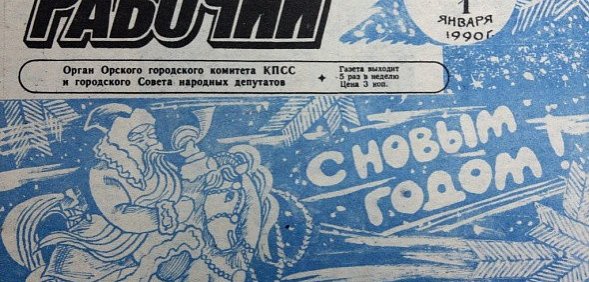 РАБОЧИЙ
1
ЯНВАРЯ
1990 г.
Орган Орского городского комитета КПСС
и городского Совета народных депутатов
Газета выходит
5 раз в неделю
Цена 3 коп.
С НОВЫМ
ГОДОМ!